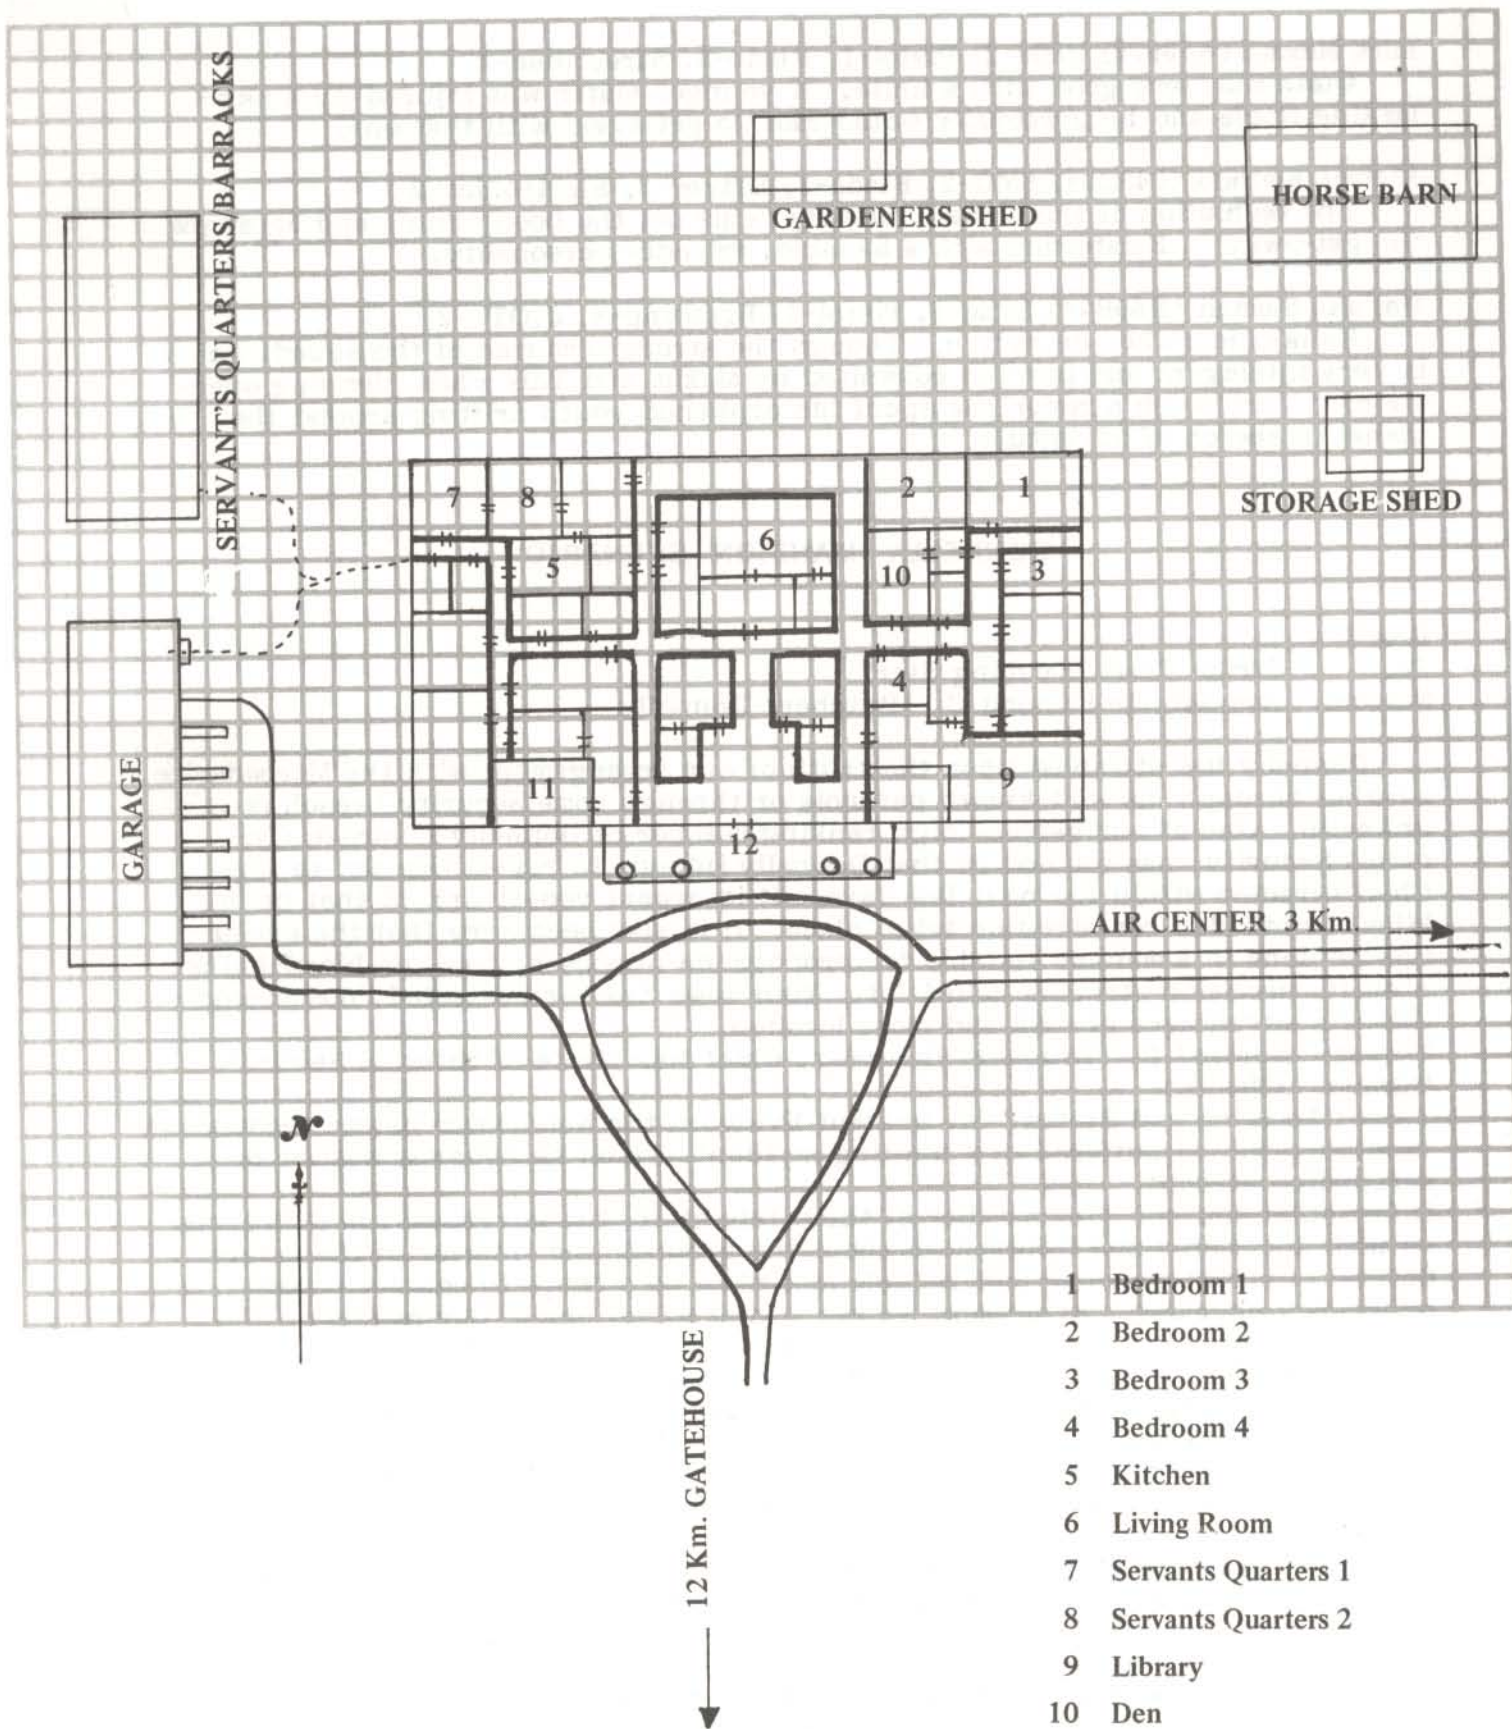 SERVANT'S QUARTERS/BARRACKS
GARDENERS SHED
HORSE BARN
STORAGE SHED
7
8
5
6
2
1
10
3
4
11
9
12
GARAGE
AIR CENTER 3 Km.
N
12 Km. GATEHOUSE
1 Bedroom 1
2 Bedroom 2
3 Bedroom 3
4 Bedroom 4
5 Kitchen
6 Living Room
7 Servants Quarters 1
8 Servants Quarters 2
9 Library
10 Den